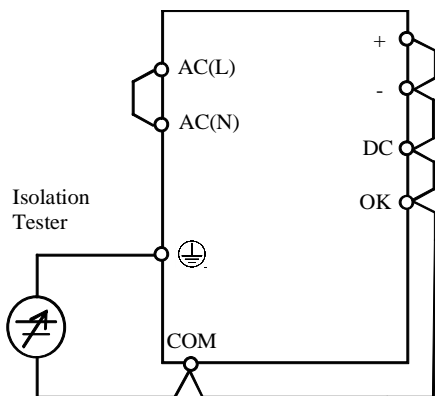 AC(L)
AC(N)
+
-
DC
OK
Isolation
Tester
COM